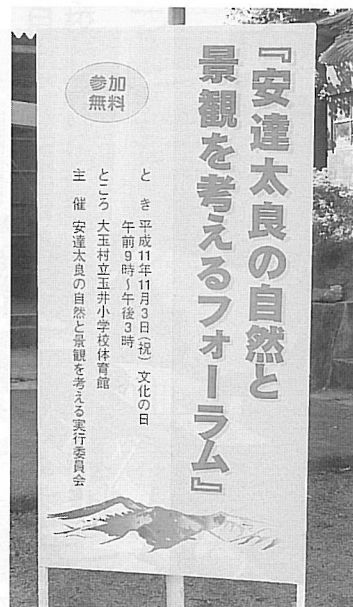 『安達太良の自然と
景観を考えるフォーラム』
参加
無料
とき 平成11年11月3日(祝) 文化の日
午前9時~午後3時
ところ 大玉村立玉井小学校体育館
主催 安達太良の自然と景観を考える実行委員会